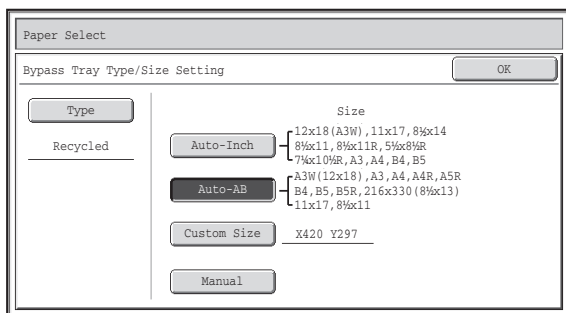 Paper Select
Bypass Tray Type/Size Setting
OK
Type
Recycled
Size
Auto-Inch
12x18(A3W),11x17,8½x14
8½x11,8½x11R,5½x8½R
7¼x10½R,A3,A4,B4,B5
Auto-AB
A3W(12x18),A3,A4,A4R,A5R
B4,B5,B5R,216x330(8½x13)
11x17,8½x11
Custom Size
X420 Y297
Manual